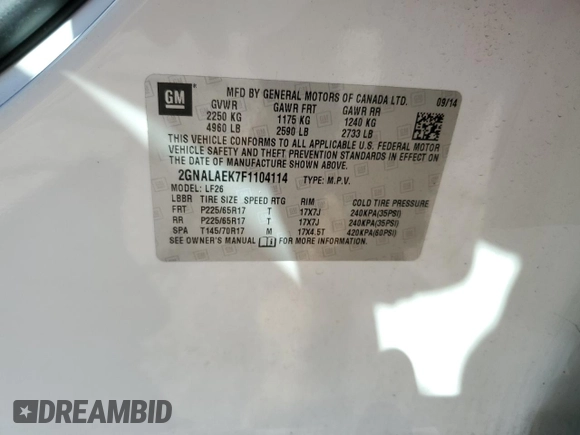 GM
MFD BY GENERAL MOTORS OF CANADA LTD. 09/14
GVWR GAWR FRT GAWR RR
2250 KG 1175 KG 1240 KG
4960 LB 2590 LB 2733 LB
THIS VEHICLE CONFORMS TO ALL APPLICABLE U.S. FEDERAL MOTOR
VEHICLE SAFETY AND THEFT PREVENTION STANDARDS IN EFFECT ON
THE DATE OF MANUFACTURE SHOWN ABOVE.
2GNALAEK7F1104114 TYPE: M.P.V.
MODEL: LF26
LBBR TIRE SIZE SPEED RTG RIM COLD TIRE PRESSURE
FRT P225/65R17 T 17X7J 240KPA(35PSI)
RR P225/65R17 T 17X7J 240KPA(35PSI)
SPA T145/70R17 M 17X4.5T 420KPA(60PSI)
SEE OWNER'S MANUAL FOR MORE INFORMATION.
DREAMBID